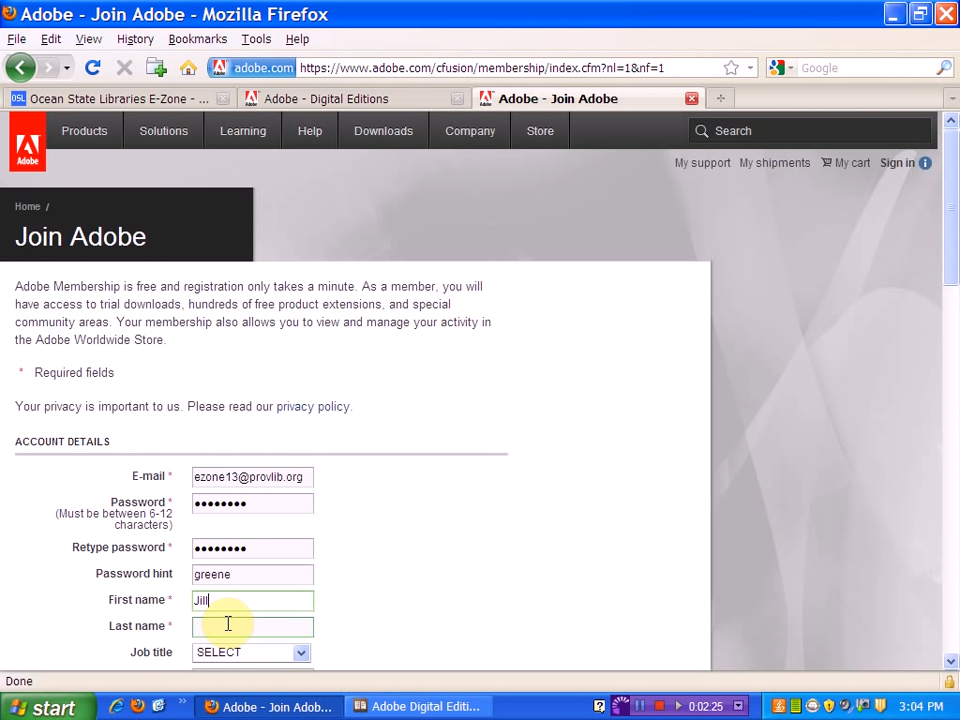 Adobe - Join Adobe - Mozilla Firefox
File Edit View History Bookmarks Tools Help
adobe.com https://www.adobe.com/cfusion/membership/index.cfm?nl=1&nf=1 Google
OSL Ocean State Libraries E-Zone - ... Adobe - Digital Editions Adobe - Join Adobe
Adobe Products Solutions Learning Help Downloads Company Store Search
My support My shipments My cart Sign in
Home /
Join Adobe
Adobe Membership is free and registration only takes a minute. As a member, you will
have access to trial downloads, hundreds of free product extensions, and special
community areas. Your membership also allows you to view and manage your activity in
the Adobe Worldwide Store.
* Required fields
Your privacy is important to us. Please read our privacy policy.
ACCOUNT DETAILS
E-mail * ezone13@provlib.org
Password * ••••••••
(Must be between 6-12
characters)
Retype password * ••••••••
Password hint greene
First name * Jill
Last name *
Job title SELECT
Done
start Adobe - Join Adob... Adobe Digital Editi... 0:02:25 3:04 PM